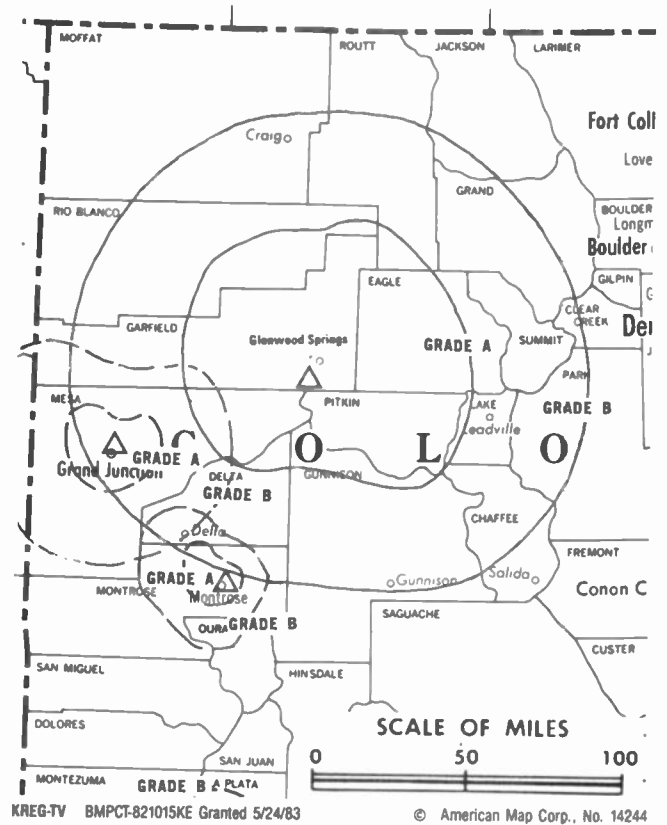 MOFFAT
ROUTT
JACKSON
LARIMER
Fort Coll
Craig
Love
GRAND
RIO BLANCO
BOULDER
Longm
Boulder
GILPIN
EAGLE
CLEAR
CREEK
GARFIELD
Glenwood Springs
GRADE A
SUMMIT
Den
PARK
MESA
PITKIN
LAKE
GRADE B
Leadville
C O L O
GRADE A
Grand Junction
DELTA
GUNNISON
GRADE B
CHAFFEE
Delta
FREMONT
GRADE A
MONTROSE
Montrose
Gunnison
Salida
Conon C
SAGUACHE
OURA
GRADE B
CUSTER
SAN MIGUEL
HINSDALE
DOLORES
SCALE OF MILES
0 50 100
SAN JUAN
MONTEZUMA
GRADE B
A PLATA
KREG-TV BMPCT-821015KE Granted 5/24/83
© American Map Corp., No. 14244